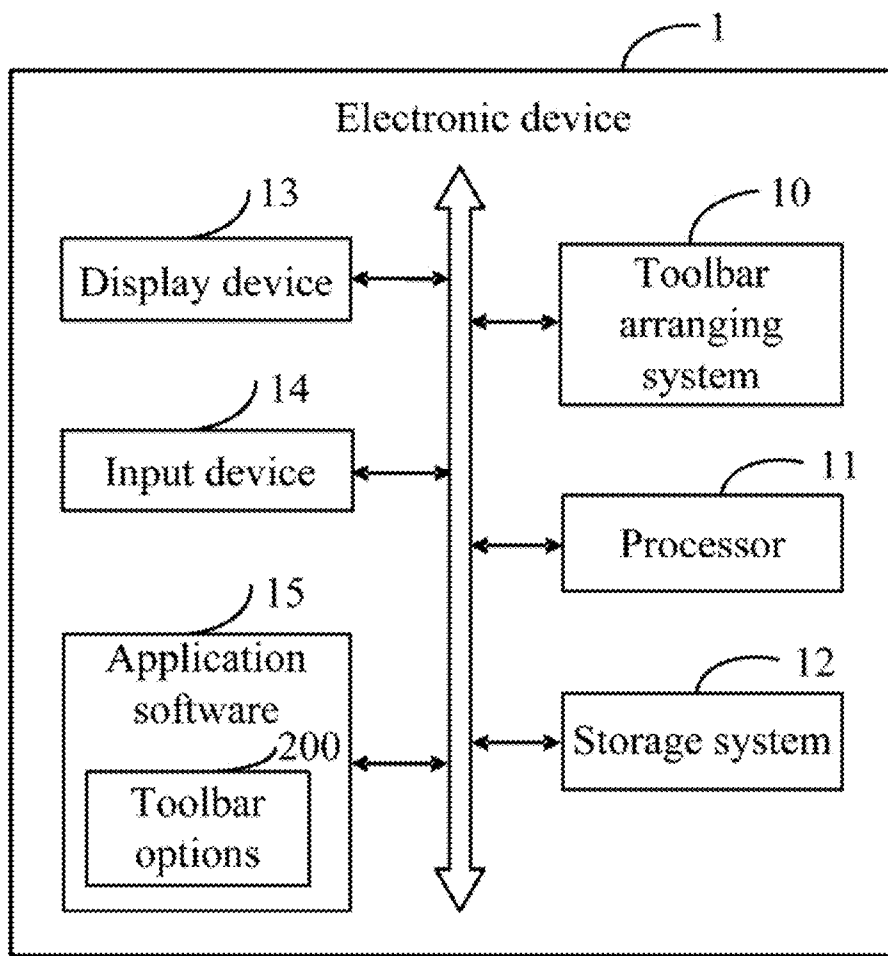 1
Electronic device
13
Display device
10
Toolbar
arranging
system
14
Input device
11
Processor
15
Application
software
200
Toolbar
options
12
Storage system